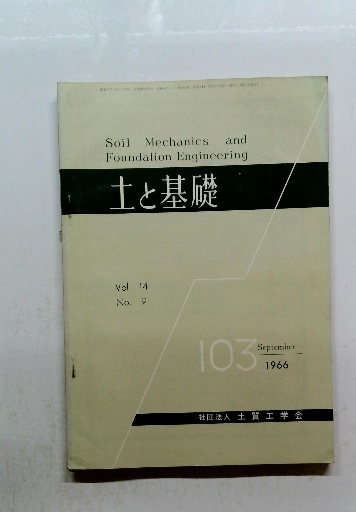 Soil Mechanics and
Foundation Engineering
土と基礎
Vol 14
No. 9
103
September
1966
社団法人 土質工学会